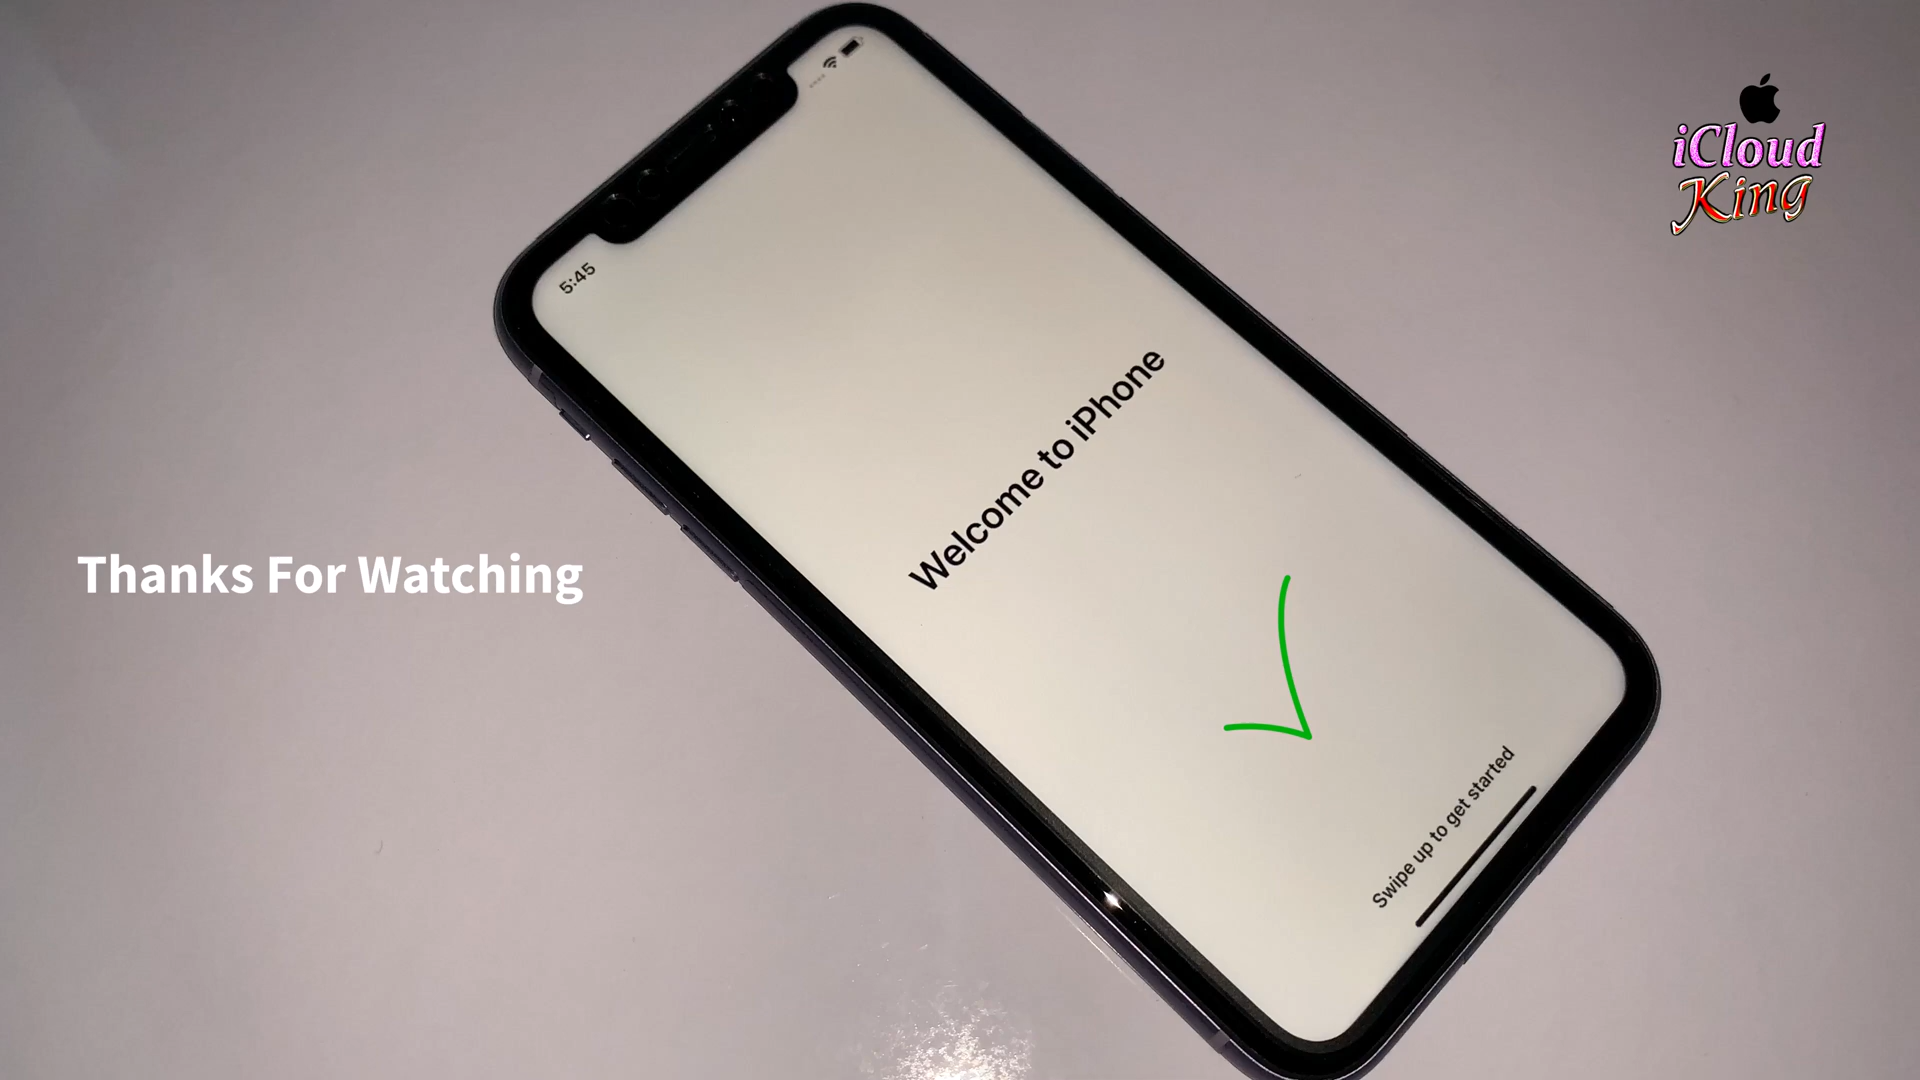 iCloud
King
5:45
Welcome to iPhone
Thanks For Watching
Swipe up to get started